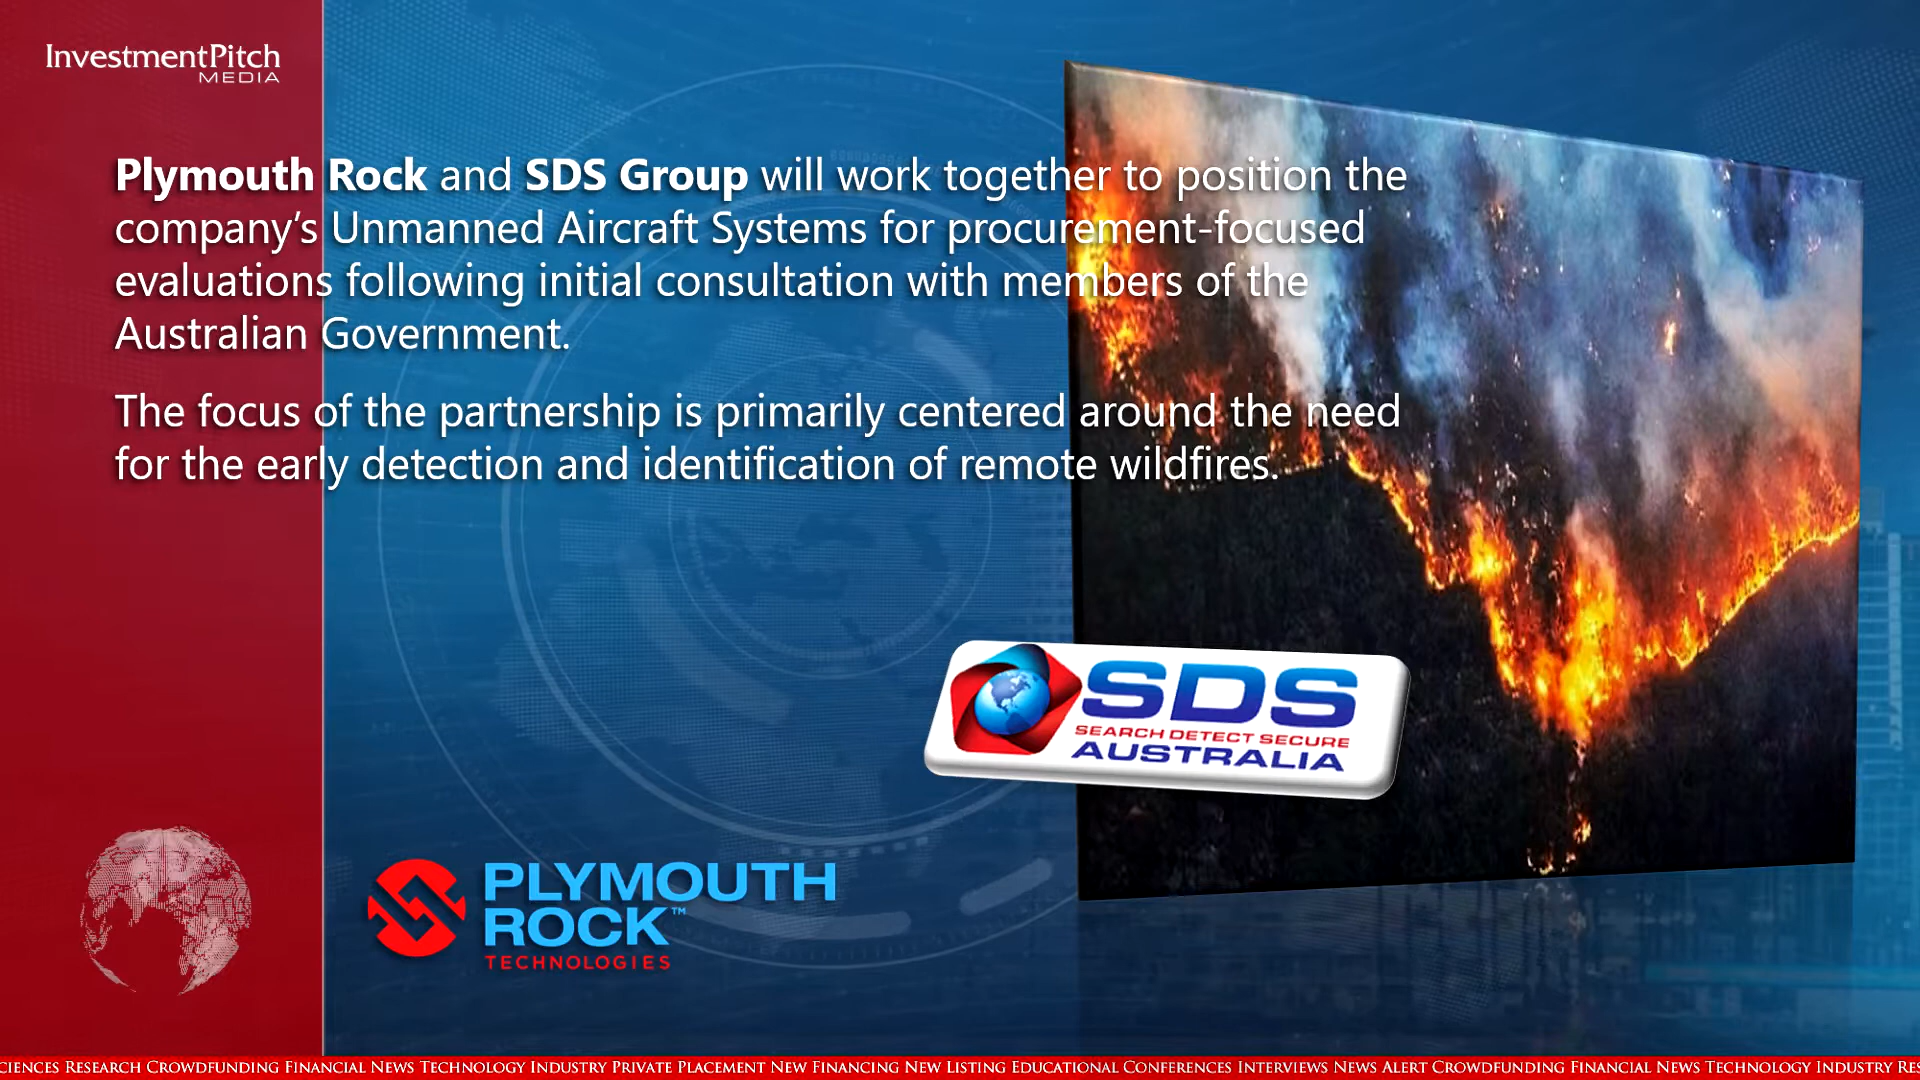 InvestmentPitch
MEDIA
Plymouth Rock and SDS Group will work together to position the
company’s Unmanned Aircraft Systems for procurement-focused
evaluations following initial consultation with members of the
Australian Government.
The focus of the partnership is primarily centered around the need
for the early detection and identification of remote wildfires.
SDS
SEARCH DETECT SECURE
AUSTRALIA
PLYMOUTH
ROCK™
TECHNOLOGIES
CIENCES RESEARCH CROWDFUNDING FINANCIAL NEWS TECHNOLOGY INDUSTRY PRIVATE PLACEMENT NEW FINANCING NEW LISTING EDUCATIONAL CONFERENCES INTERVIEWS NEWS ALERT CROWDFUNDING FINANCIAL NEWS TECHNOLOGY INDUSTRY RES